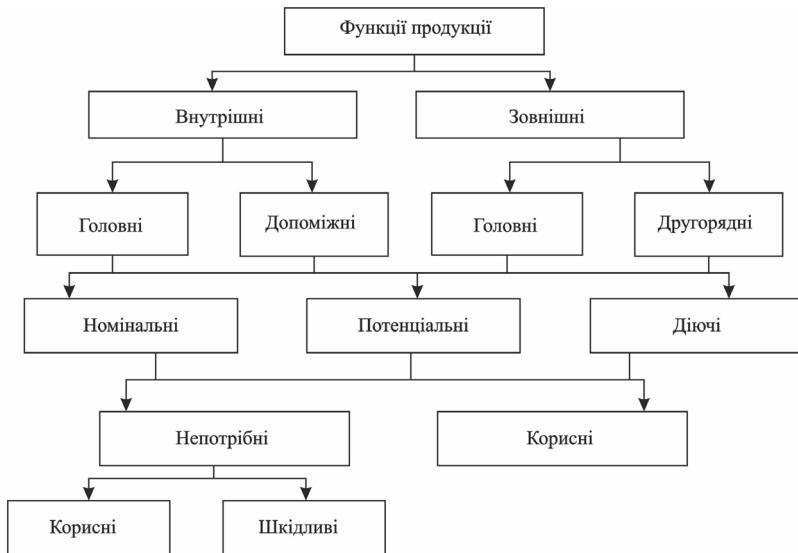 Функції продукції
Внутрішні
Зовнішні
Головні
Допоміжні
Головні
Другорядні
Номінальні
Потенціальні
Діючі
Непотрібні
Корисні
Корисні
Шкідливі